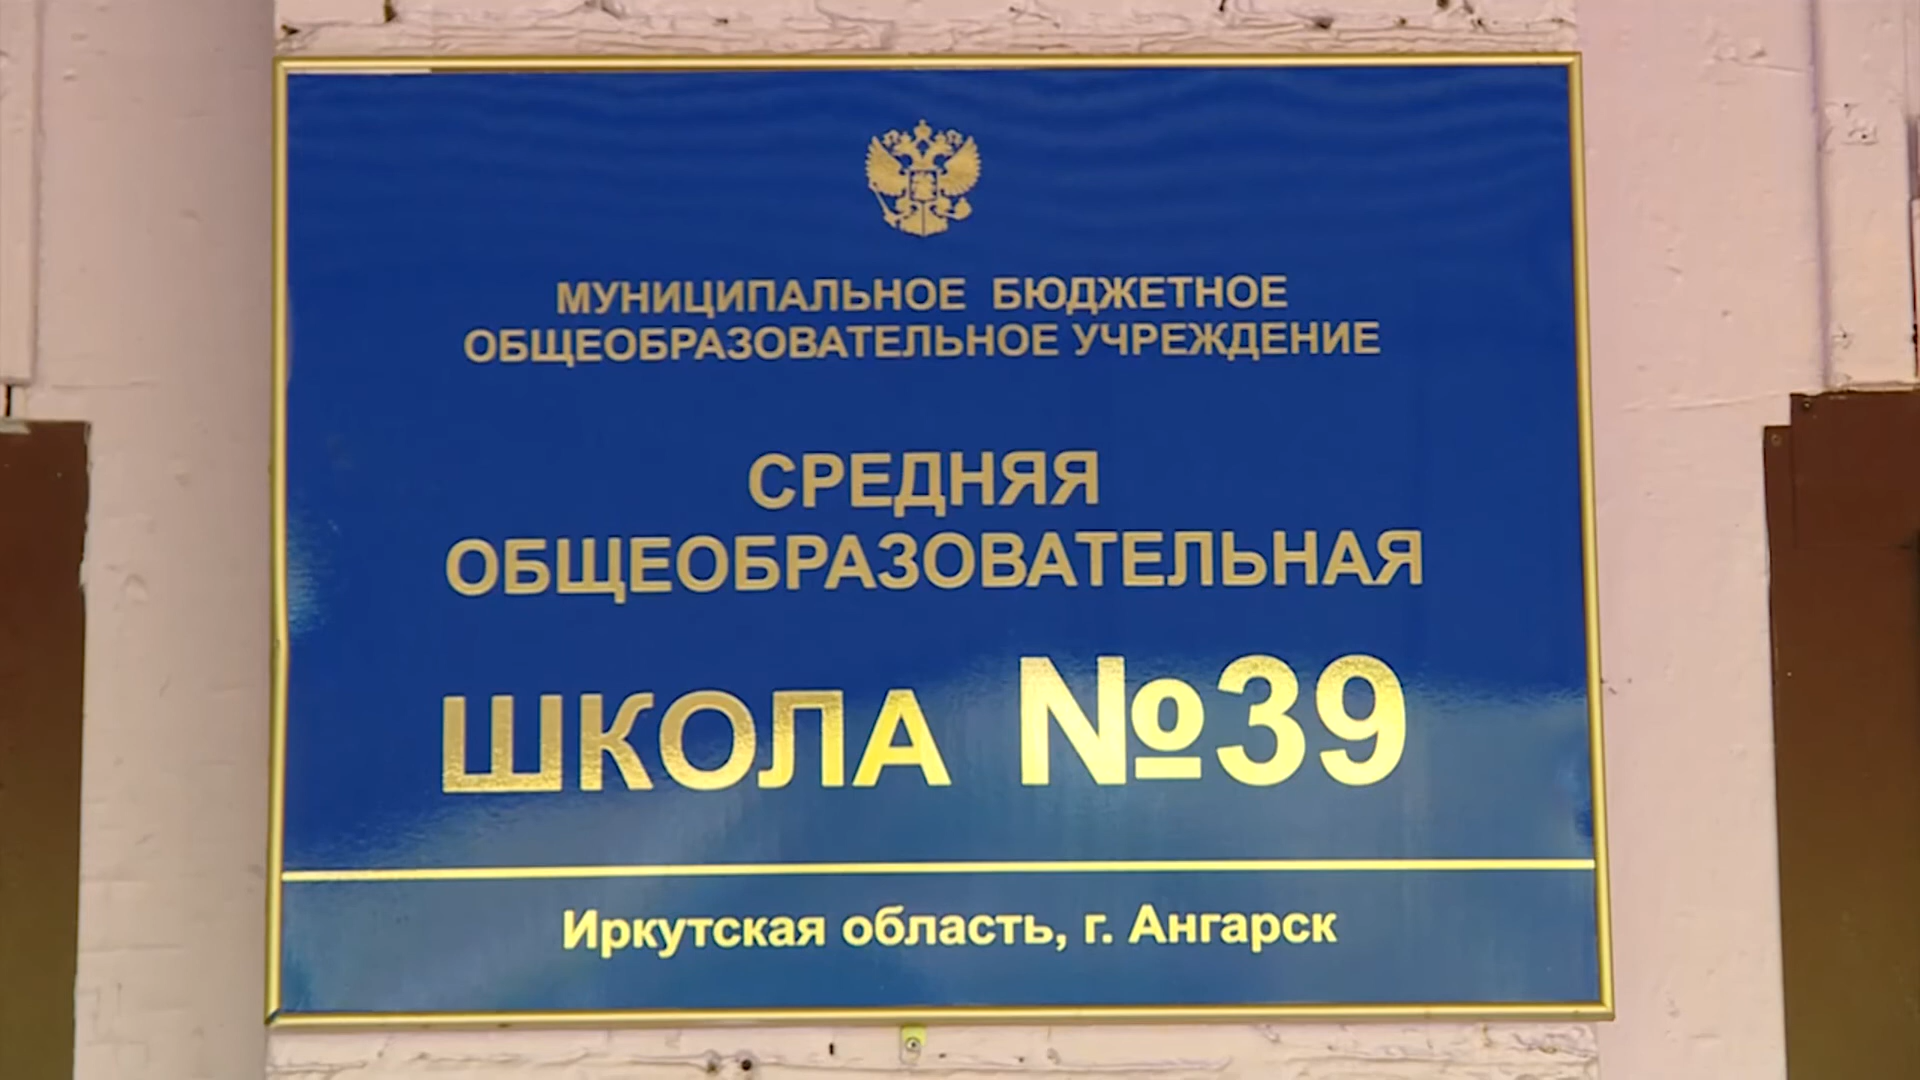 МУНИЦИПАЛЬНОЕ БЮДЖЕТНОЕ
ОБЩЕОБРАЗОВАТЕЛЬНОЕ УЧРЕЖДЕНИЕ
СРЕДНЯЯ
ОБЩЕОБРАЗОВАТЕЛЬНАЯ
ШКОЛА №39
Иркутская область, г. Ангарск